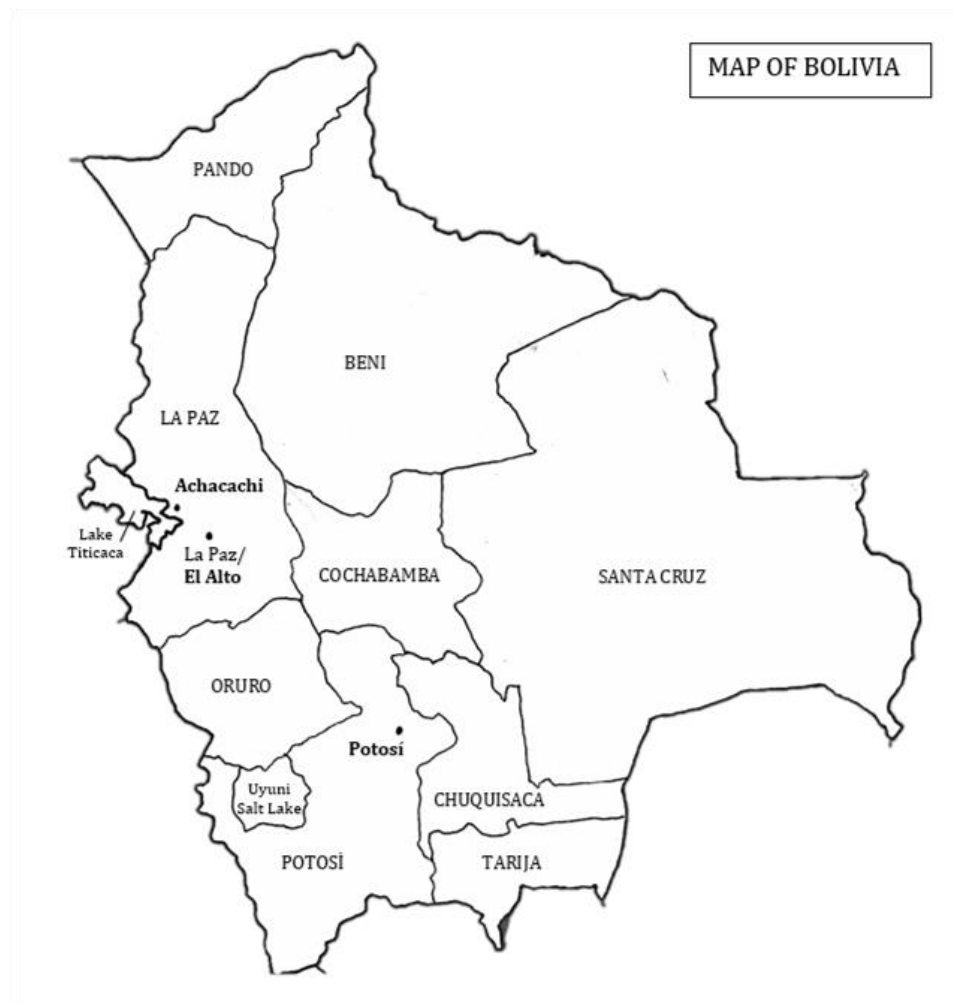 MAP OF BOLIVIA
PANDO
BENI
LA PAZ
Achacachi
Lake
Titicaca
La Paz/
El Alto
COCHABAMBA
SANTA CRUZ
ORURO
Potosí
Uyuni
Salt Lake
CHUQUISACA
POTOSÌ
TARIJA